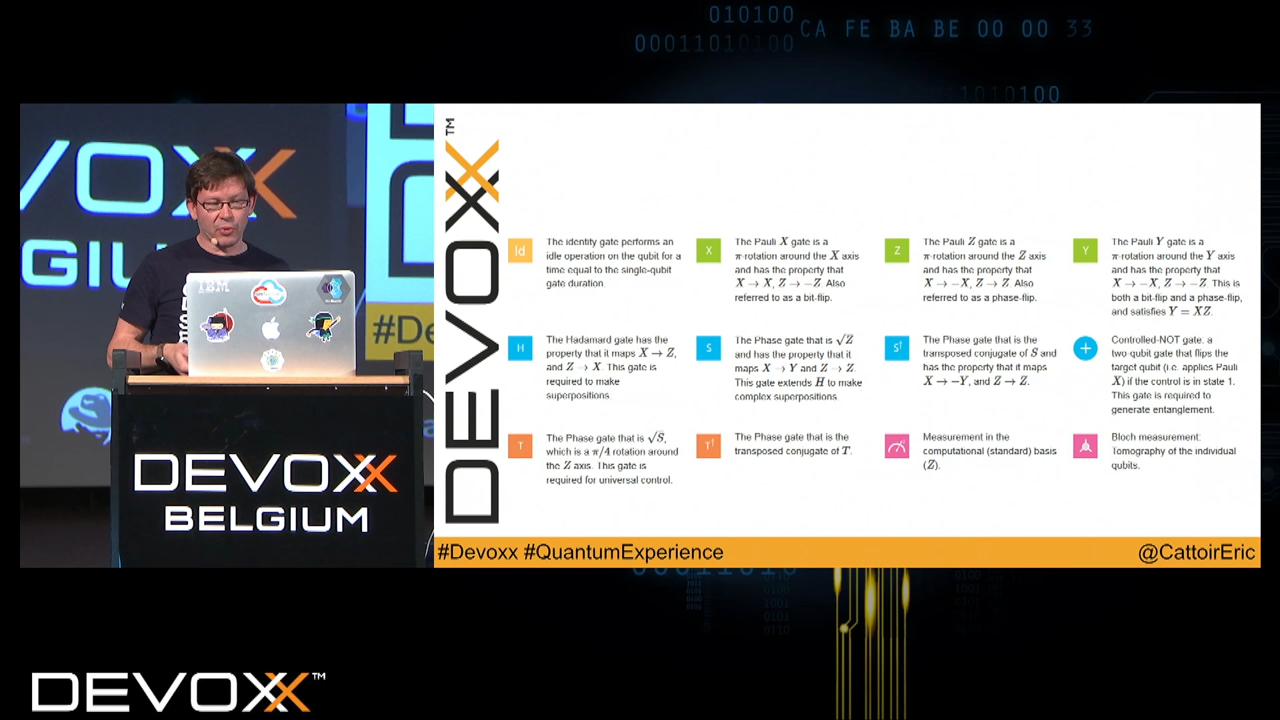 010100
00011010100
CA FE BA BE 00 00 33
1010100
VOXX
DEVOXX™
Id
The identity gate performs an
idle operation on the qubit for a
time equal to the single-qubit
gate duration.
X
The Pauli X gate is a
π-rotation around the X axis
and has the property that
X → X, Z → −Z. Also
referred to as a bit-flip.
Z
The Pauli Z gate is a
π-rotation around the Z axis
and has the property that
X → −X, Z → Z. Also
referred to as a phase-flip.
Y
The Pauli Y gate is a
π-rotation around the Y axis
and has the property that
X → −X, Z → −Z. This is
both a bit-flip and a phase-flip,
and satisfies Y = XZ.
IBM
#De
H
The Hadamard gate has the
property that it maps X → Z,
and Z → X. This gate is
required to make
superpositions.
S
The Phase gate that is √Z
and has the property that it
maps X → Y and Z → Z.
This gate extends H to make
complex superpositions.
S†
The Phase gate that is the
transposed conjugate of S and
has the property that it maps
X → −Y, and Z → Z.
+
Controlled-NOT gate: a
two-qubit gate that flips the
target qubit (i.e. applies Pauli
X) if the control is in state 1.
This gate is required to
generate entanglement.
T
The Phase gate that is √S,
which is a π/4 rotation around
the Z axis. This gate is
required for universal control.
T†
The Phase gate that is the
transposed conjugate of T.
Measurement in the
computational (standard) basis
(Z).
Bloch measurement:
Tomography of the individual
qubits.
DEVOXX
BELGIUM
#Devoxx #QuantumExperience
@CattoirEric
DEVOXX™